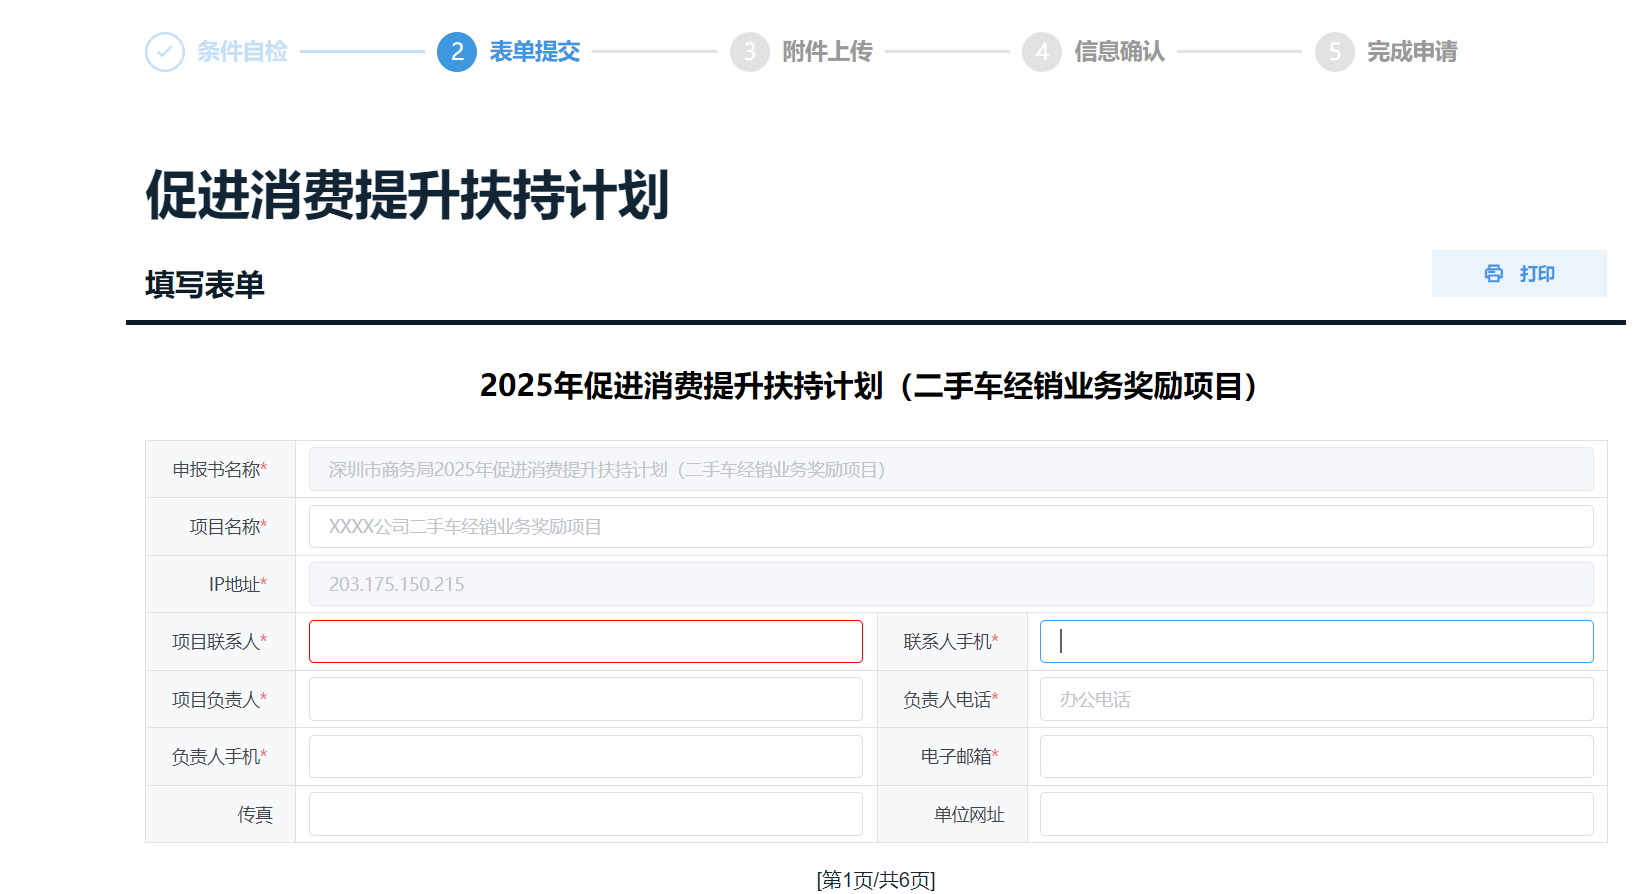 条件自检 2 表单提交 3 附件上传 4 信息确认 5 完成申请
促进消费提升扶持计划
填写表单 打印
2025年促进消费提升扶持计划（二手车经销业务奖励项目）
申报书名称* 深圳市商务局2025年促进消费提升扶持计划（二手车经销业务奖励项目）
项目名称* XXXX公司二手车经销业务奖励项目
IP地址* 203.175.150.215
项目联系人* 联系人手机*
项目负责人* 负责人电话* 办公电话
负责人手机* 电子邮箱*
传真 单位网址
[第1页/共6页]